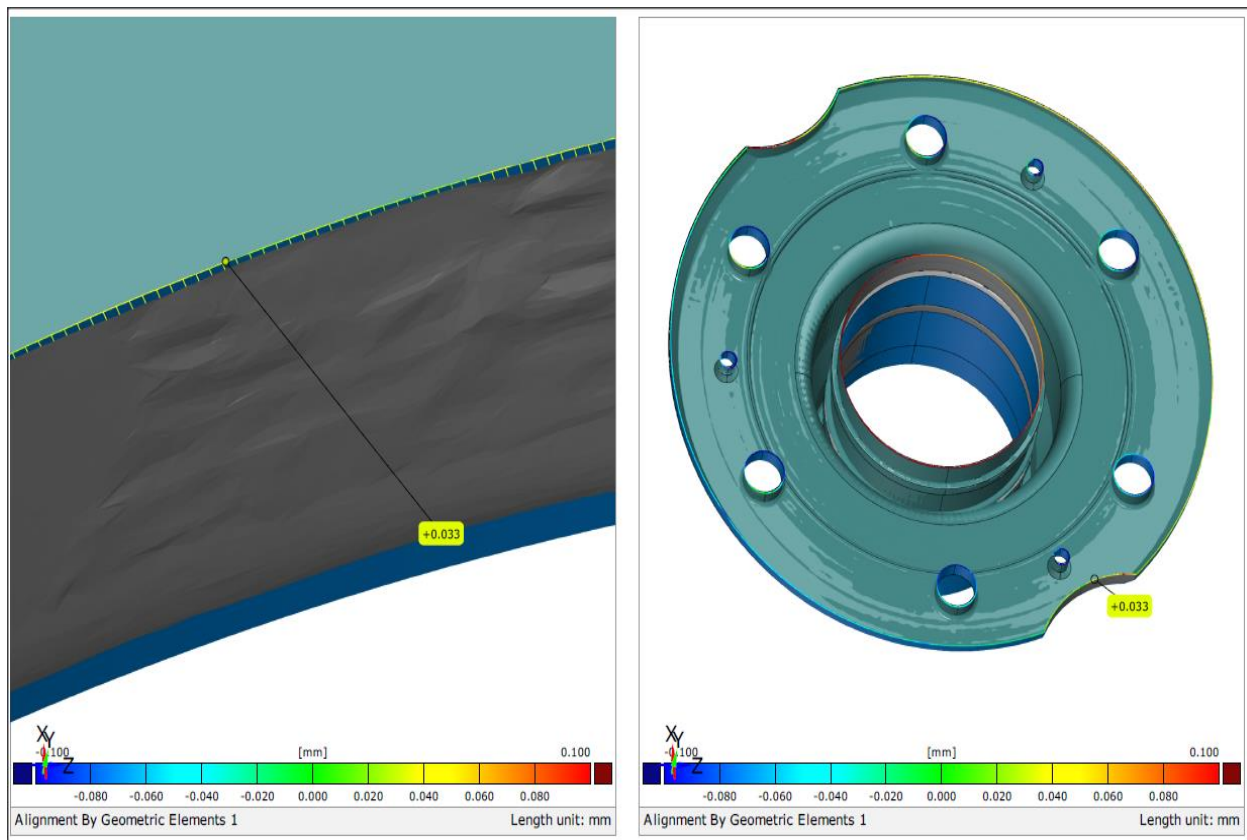 +0.033
X
Y
Z
-0.100 [mm] 0.100
-0.080 -0.060 -0.040 -0.020 0.000 0.020 0.040 0.060 0.080
Alignment By Geometric Elements 1 Length unit: mm
+0.033
X
Y
Z
-0.100 [mm] 0.100
-0.080 -0.060 -0.040 -0.020 0.000 0.020 0.040 0.060 0.080
Alignment By Geometric Elements 1 Length unit: mm